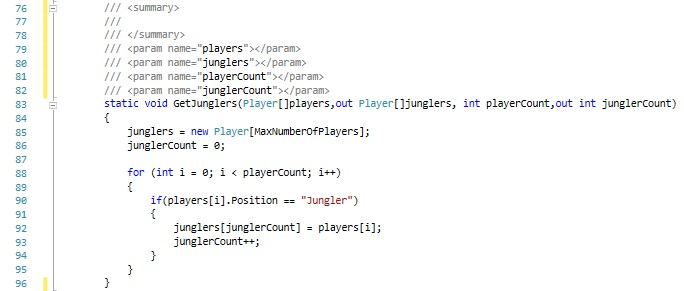 76 /// <summary>
77 ///
78 /// </summary>
79 /// <param name="players"></param>
80 /// <param name="junglers"></param>
81 /// <param name="playerCount"></param>
82 /// <param name="junglerCount"></param>
83 static void GetJunglers(Player[]players,out Player[]junglers, int playerCount,out int junglerCount)
84 {
85 junglers = new Player[MaxNumberOfPlayers];
86 junglerCount = 0;
87
88 for (int i = 0; i < playerCount; i++)
89 {
90 if(players[i].Position == "Jungler")
91 {
92 junglers[junglerCount] = players[i];
93 junglerCount++;
94 }
95 }
96 }